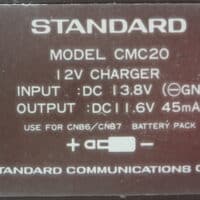 STANDARD
MODEL CMC20
12V CHARGER
INPUT :DC 13.8V (⊖GN
OUTPUT :DC11.6V 45mA
USE FOR CNB6/CNB7 BATTERY PACK
STANDARD COMMUNICATIONS C